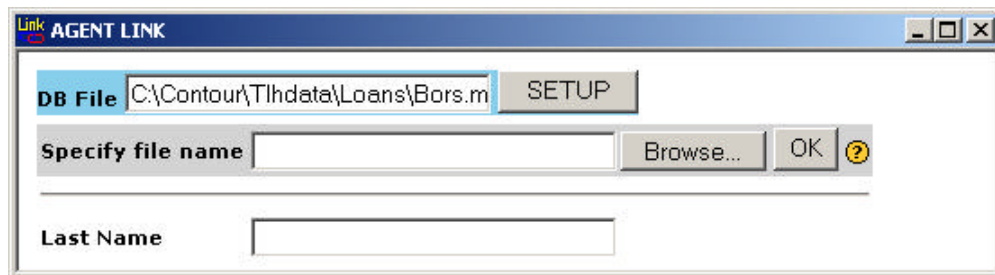 Link AGENT LINK
DB File C:\Contour\Tlhdata\Loans\Bors.m SETUP
Specify file name Browse... OK ?
Last Name